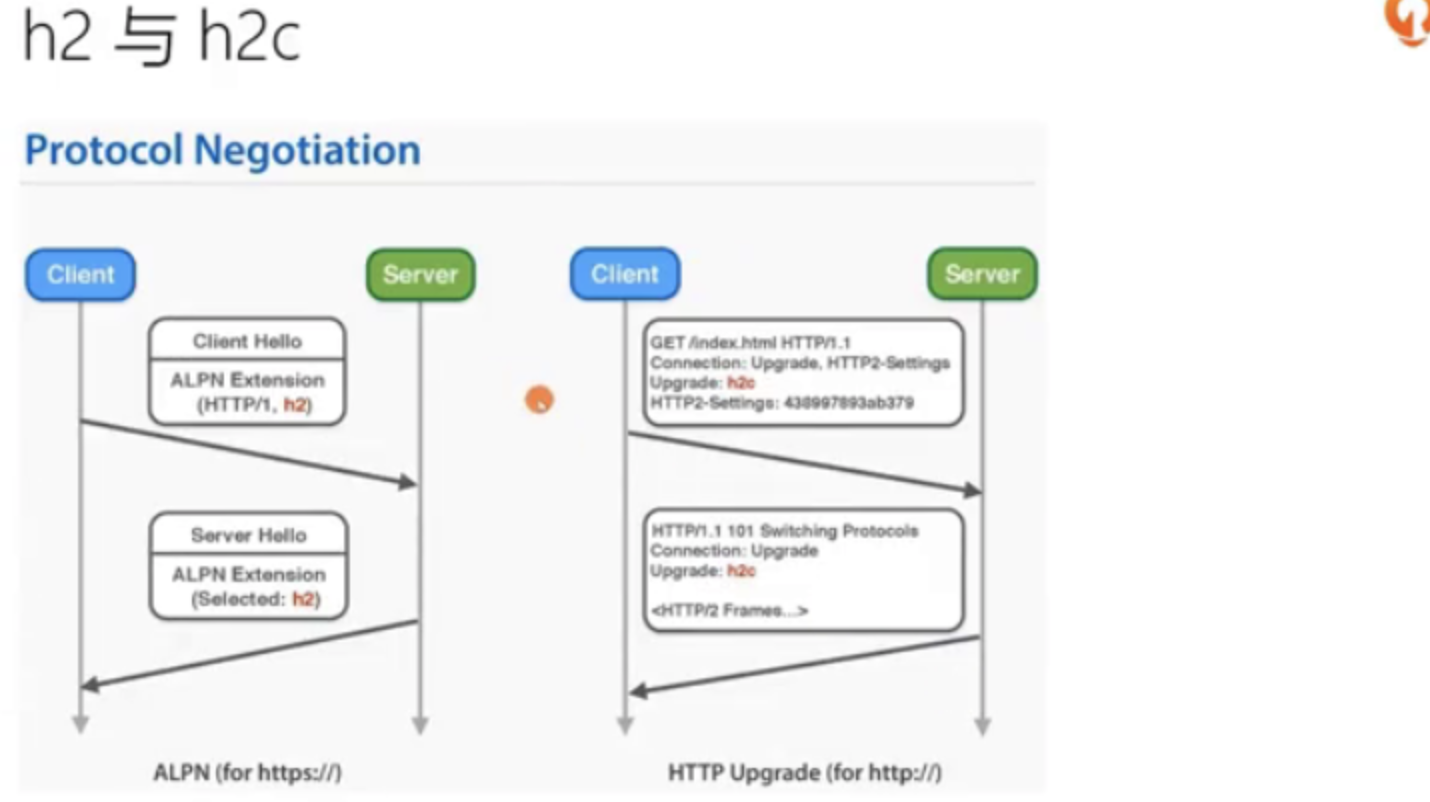 h2 与 h2c
Protocol Negotiation
Client
Server
Client Hello
ALPN Extension
(HTTP/1, h2)
Server Hello
ALPN Extension
(Selected: h2)
ALPN (for https://)
Client
Server
GET /index.html HTTP/1.1
Connection: Upgrade, HTTP2-Settings
Upgrade: h2c
HTTP2-Settings: 438997893ab379
HTTP/1.1 101 Switching Protocols
Connection: Upgrade
Upgrade: h2c
<HTTP/2 Frames...>
HTTP Upgrade (for http://)